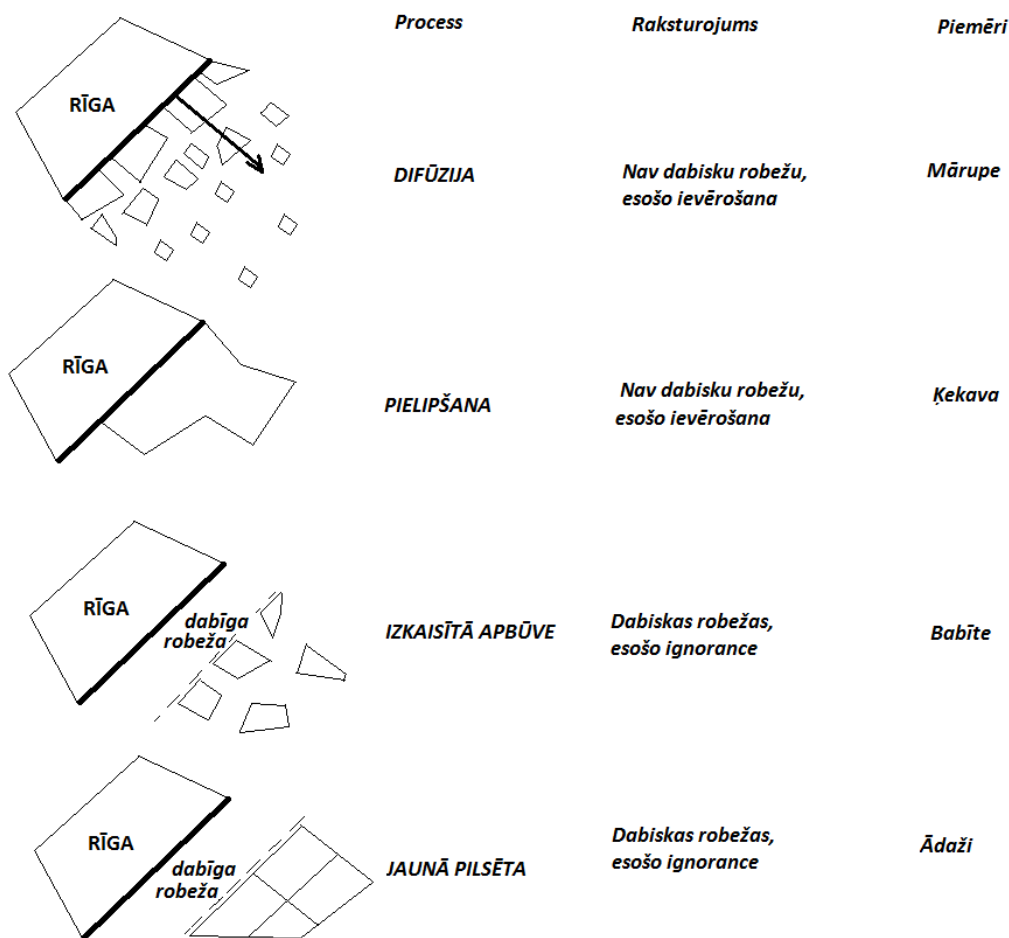 Process Raksturojums Piemēri
RĪGA
DIFŪZIJA
Nav dabisku robežu,
esošo ievērošana
Mārupe
RĪGA
PIELIPŠANA
Nav dabisku robežu,
esošo ievērošana
Ķekava
RĪGA
dabīga
robeža
IZKAISĪTĀ APBŪVE
Dabiskas robežas,
esošo ignorance
Babīte
RĪGA
dabīga
robeža
JAUNĀ PILSĒTA
Dabiskas robežas,
esošo ignorance
Ādaži